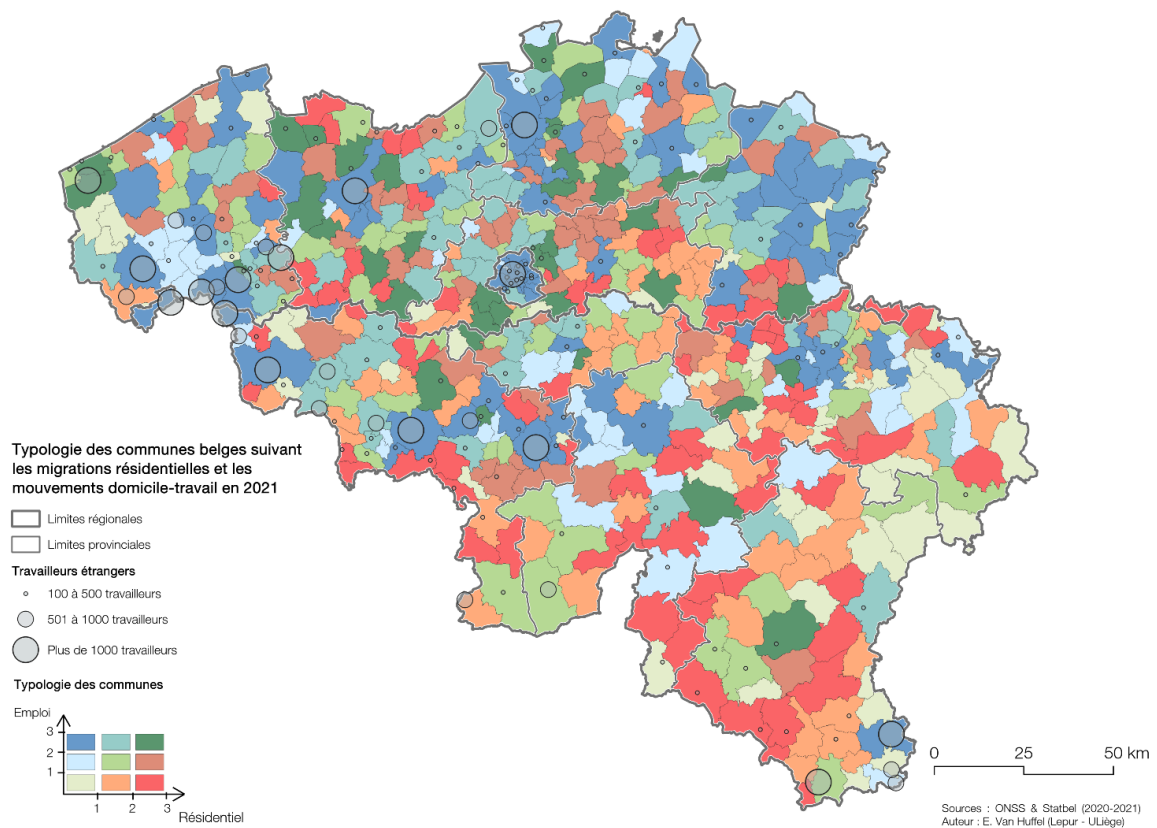 Typologie des communes belges suivant
les migrations résidentielles et les
mouvements domicile-travail en 2021
Limites régionales
Limites provinciales
Travailleurs étrangers
100 à 500 travailleurs
501 à 1000 travailleurs
Plus de 1000 travailleurs
Typologie des communes
Emploi
3
2
1
1 2 3
Résidentiel
0 25 50 km
Sources : ONSS & Statbel (2020-2021)
Auteur : E. Van Huffel (Lepur - ULiège)